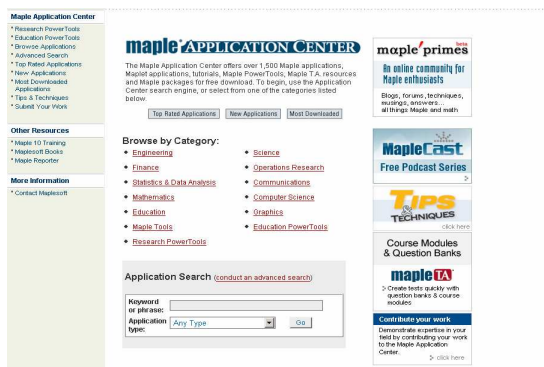 Maple Application Center
* Research PowerTools
* Education PowerTools
* Browse Applications
* Advanced Search
* Top Rated Applications
* New Applications
* Most Downloaded
Applications
* Tips & Techniques
* Submit Your Work
Other Resources
* Maple 10 Training
* Maplesoft Books
* Maple Reporter
More Information
* Contact Maplesoft
maple APPLICATION CENTER
The Maple Application Center offers over 1,500 Maple applications,
Maplet applications, tutorials, Maple PowerTools, Maple T.A. resources
and Maple packages for free download. To begin, use the Application
Center search engine, or select from one of the categories listed
below.
Top Rated Applications New Applications Most Downloaded
Browse by Category:
Engineering
Science
Finance
Operations Research
Statistics & Data Analysis
Communications
Mathematics
Computer Science
Education
Graphics
Maple Tools
Education PowerTools
Research PowerTools
Application Search (conduct an advanced search)
Keyword
or phrase:
Application
type:
Any Type
Go
beta
maple primes
An online community for
Maple enthusiasts
Blogs, forums, techniques,
musings, answers...
all things Maple and math
MapleCast
Free Podcast Series
TIPS
TECHNIQUES
click here
Course Modules
& Question Banks
maple TA
Create tests quickly with
question banks & course
modules
Contribute your work
Demonstrate expertise in your
field by contributing your work
to the Maple Application
Center.
click here